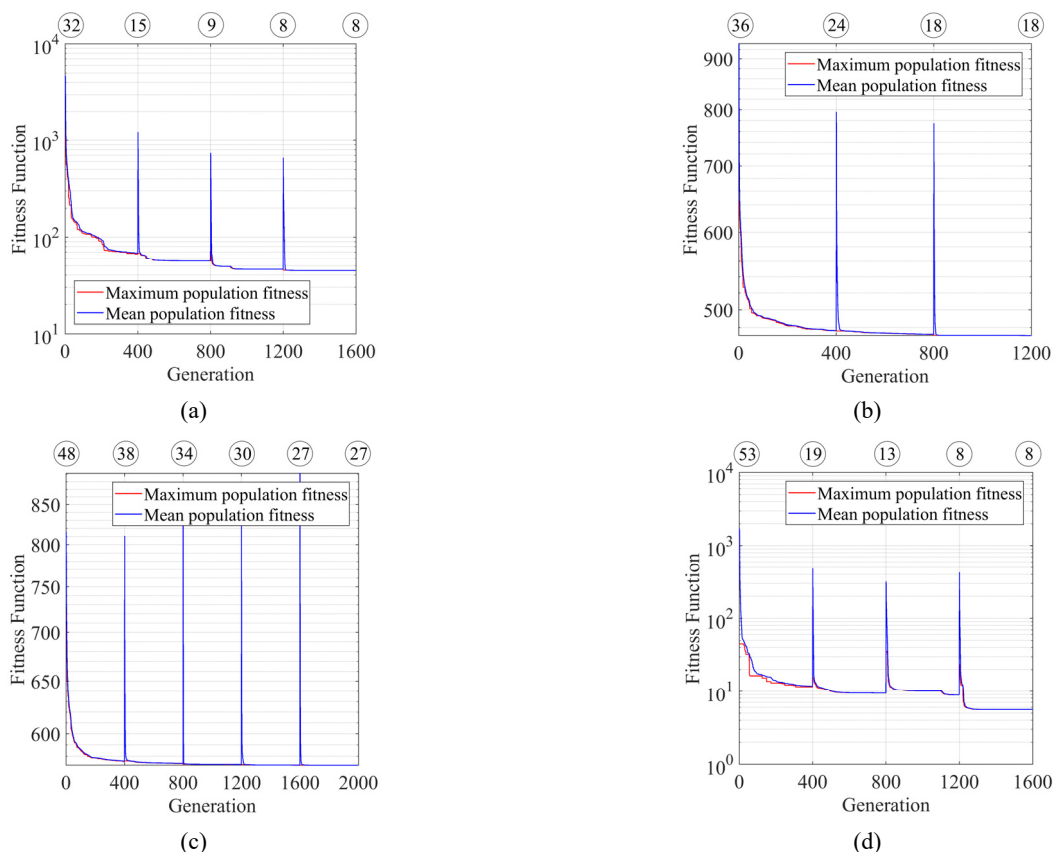 32 15 9 8 8
10^4
10^3
10^2
10^1
Fitness Function
Maximum population fitness
Mean population fitness
0 400 800 1200 1600
Generation
(a)
36 24 18 18
900
800
700
600
500
Fitness Function
Maximum population fitness
Mean population fitness
0 400 800 1200
Generation
(b)
48 38 34 30 27 27
850
800
750
700
650
600
Fitness Function
Maximum population fitness
Mean population fitness
0 400 800 1200 1600 2000
Generation
(c)
53 19 13 8 8
10^4
10^3
10^2
10^1
10^0
Fitness Function
Maximum population fitness
Mean population fitness
0 400 800 1200 1600
Generation
(d)